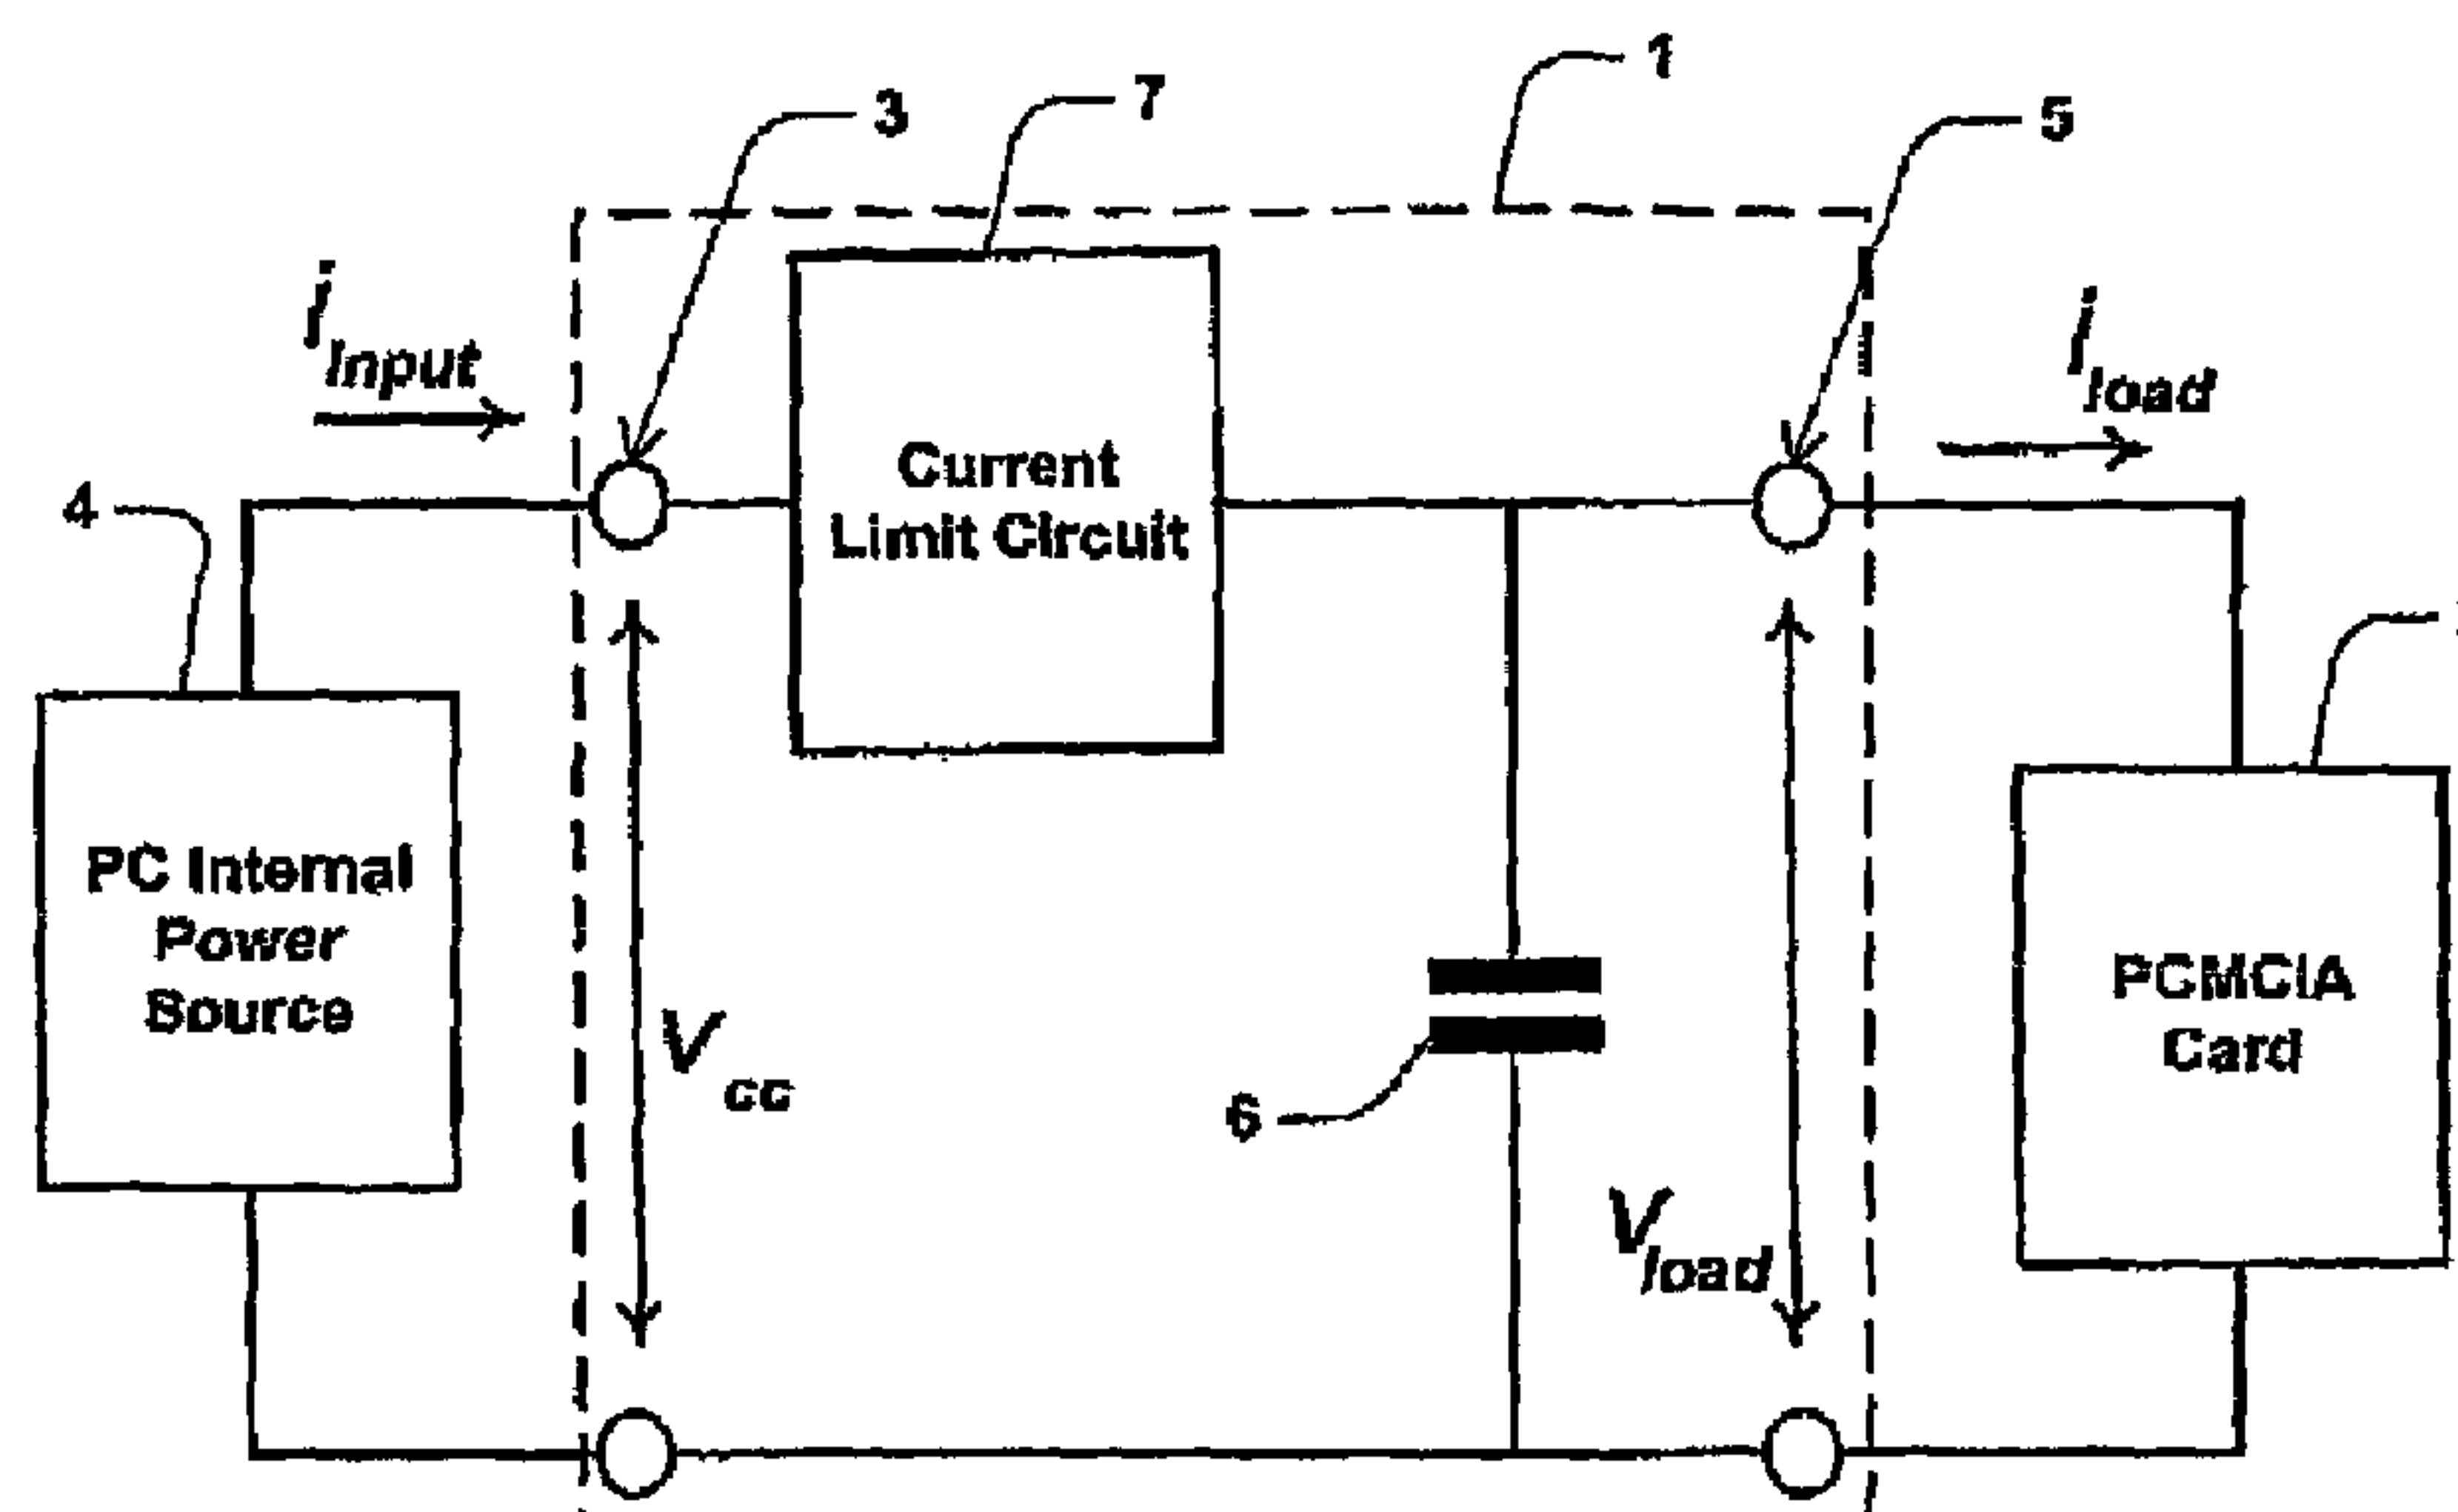 1
7
3
5
i input
i load
Current
Limit Circuit
4
PC Internal
Power
Source
PCMCIA
Card
V cc
6
V load